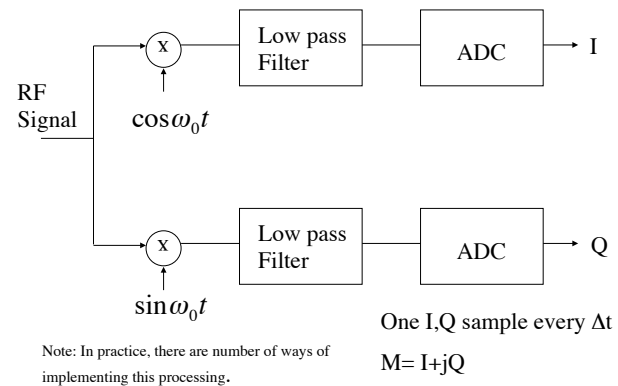 x
Low pass
Filter
ADC
I
RF
Signal
cosω₀t
x
Low pass
Filter
ADC
Q
sinω₀t
One I,Q sample every Δt
M= I+jQ
Note: In practice, there are number of ways of
implementing this processing.